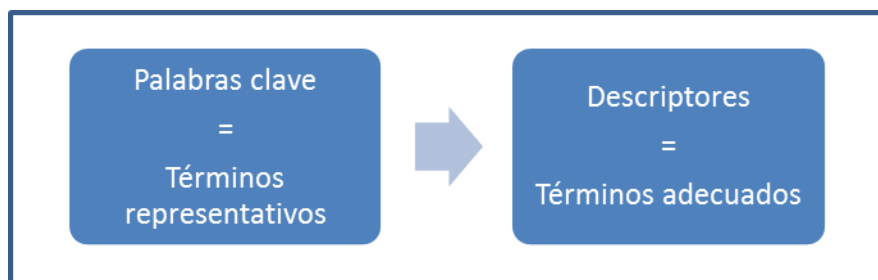 Palabras clave
=
Términos
representativos
Descriptores
=
Términos adecuados